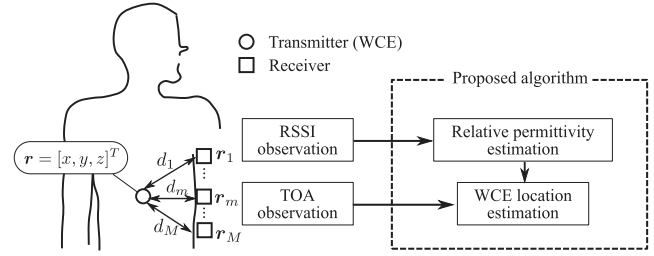 Transmitter (WCE)
Receiver
Proposed algorithm
r = [x, y, z]^T
d_1
d_m
d_M
r_1
r_m
r_M
RSSI
observation
Relative permittivity
estimation
TOA
observation
WCE location
estimation